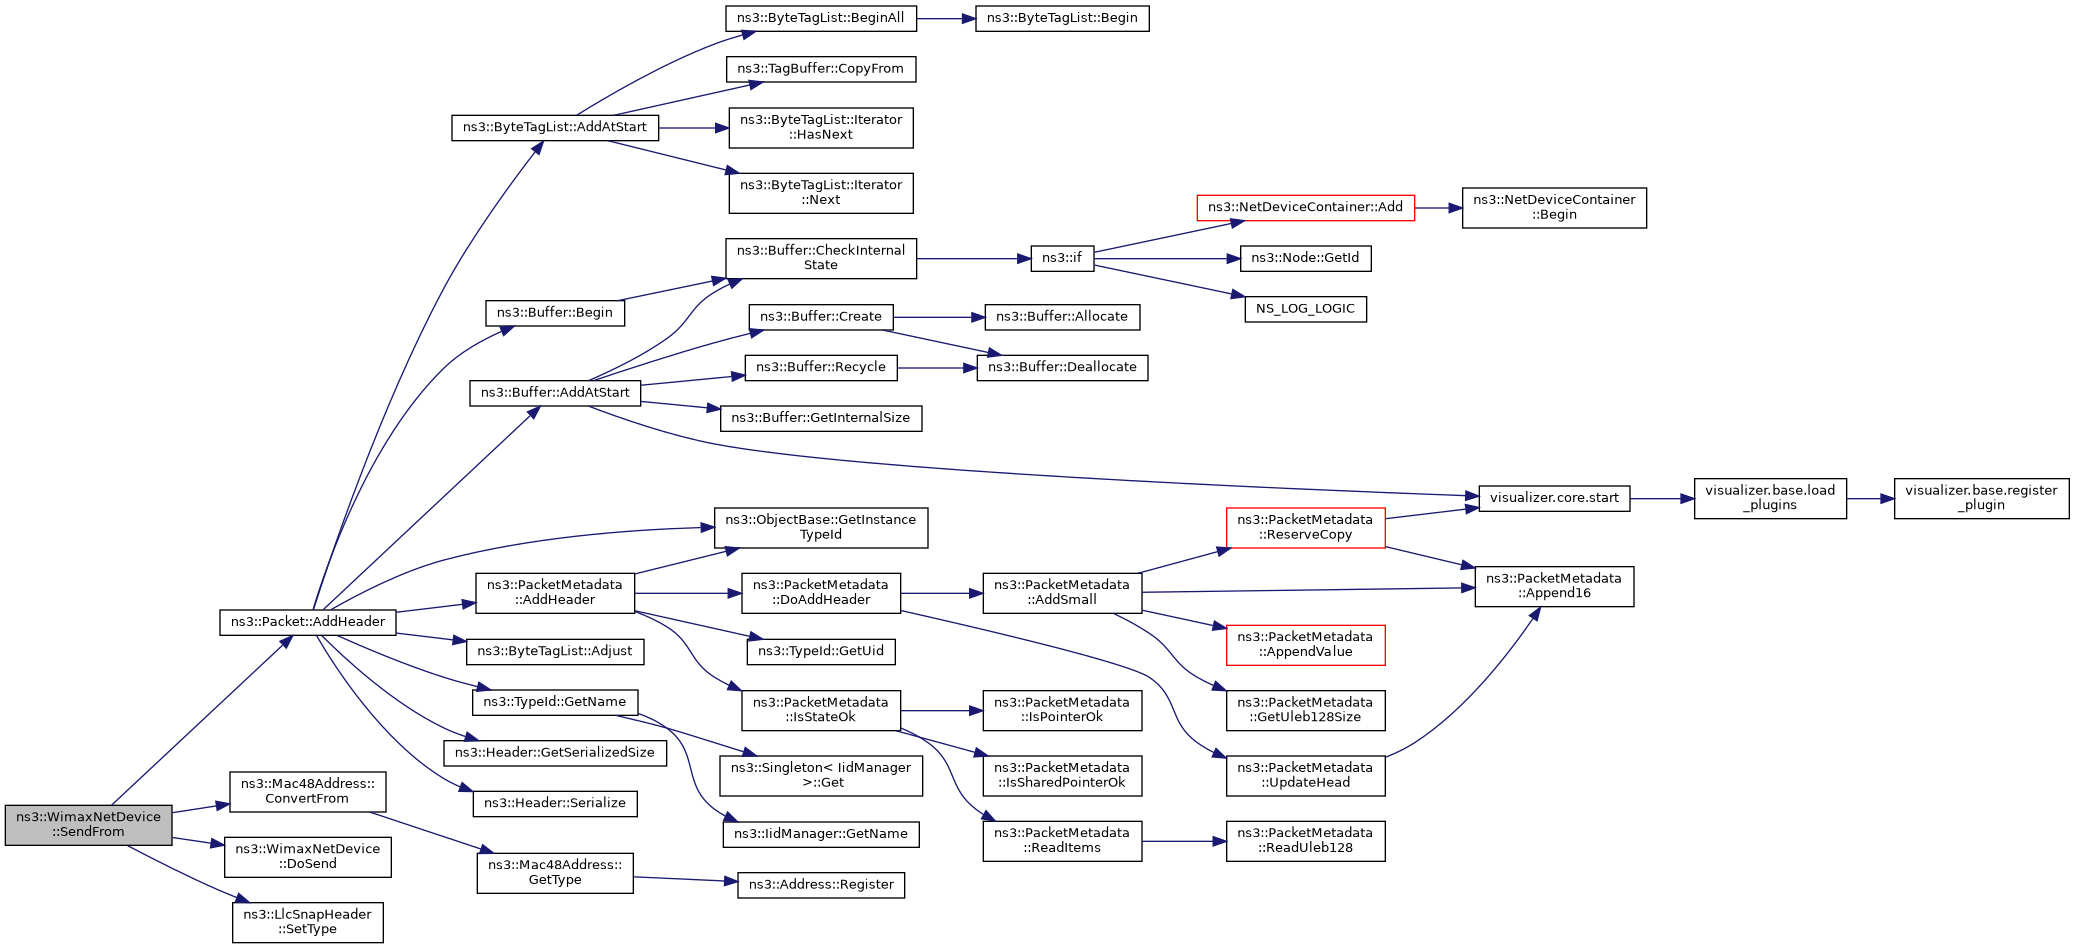 ns3::ByteTagList::BeginAll
ns3::ByteTagList::Begin
ns3::TagBuffer::CopyFrom
ns3::ByteTagList::AddAtStart
ns3::ByteTagList::Iterator
::HasNext
ns3::ByteTagList::Iterator
::Next
ns3::NetDeviceContainer::Add
ns3::NetDeviceContainer
::Begin
ns3::Buffer::CheckInternal
State
ns3::if
ns3::Node::GetId
NS_LOG_LOGIC
ns3::Buffer::Begin
ns3::Buffer::Create
ns3::Buffer::Allocate
ns3::Buffer::Recycle
ns3::Buffer::Deallocate
ns3::Buffer::AddAtStart
ns3::Buffer::GetInternalSize
visualizer.core.start
visualizer.base.load
_plugins
visualizer.base.register
_plugin
ns3::ObjectBase::GetInstance
TypeId
ns3::PacketMetadata
::ReserveCopy
ns3::PacketMetadata
::AddHeader
ns3::PacketMetadata
::DoAddHeader
ns3::PacketMetadata
::AddSmall
ns3::PacketMetadata
::Append16
ns3::Packet::AddHeader
ns3::ByteTagList::Adjust
ns3::TypeId::GetUid
ns3::PacketMetadata
::AppendValue
ns3::TypeId::GetName
ns3::PacketMetadata
::IsStateOk
ns3::PacketMetadata
::IsPointerOk
ns3::PacketMetadata
::GetUleb128Size
ns3::Header::GetSerializedSize
ns3::Singleton< IidManager
>::Get
ns3::PacketMetadata
::IsSharedPointerOk
ns3::PacketMetadata
::UpdateHead
ns3::Mac48Address::
ConvertFrom
ns3::Header::Serialize
ns3::WimaxNetDevice
::SendFrom
ns3::IidManager::GetName
ns3::PacketMetadata
::ReadItems
ns3::PacketMetadata
::ReadUleb128
ns3::WimaxNetDevice
::DoSend
ns3::Mac48Address::
GetType
ns3::Address::Register
ns3::LlcSnapHeader
::SetType